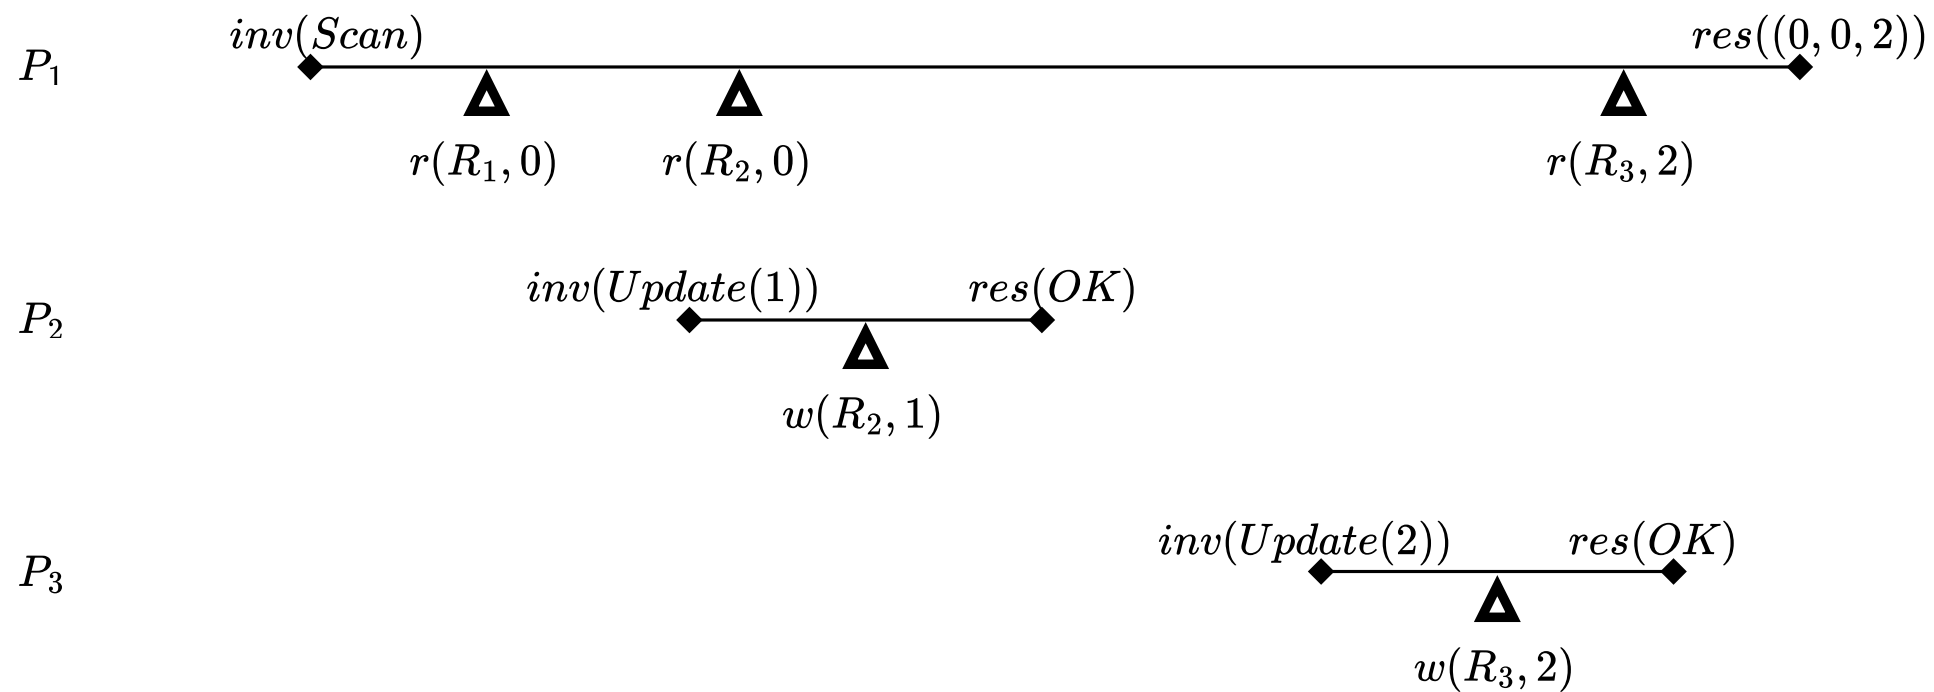 inv(Scan) res((0, 0, 2))
P₁
r(R₁, 0) r(R₂, 0) r(R₃, 2)
inv(Update(1)) res(OK)
P₂
w(R₂, 1)
inv(Update(2)) res(OK)
P₃
w(R₃, 2)